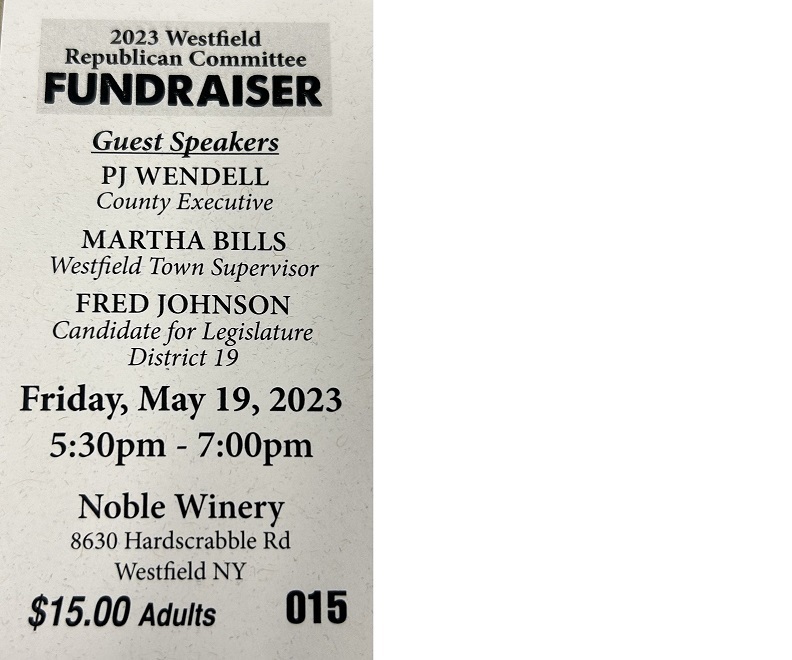 2023 Westfield
Republican Committee
FUNDRAISER
Guest Speakers
PJ WENDELL
County Executive
MARTHA BILLS
Westfield Town Supervisor
FRED JOHNSON
Candidate for Legislature
District 19
Friday, May 19, 2023
5:30pm - 7:00pm
Noble Winery
8630 Hardscrabble Rd
Westfield NY
$15.00 Adults 015